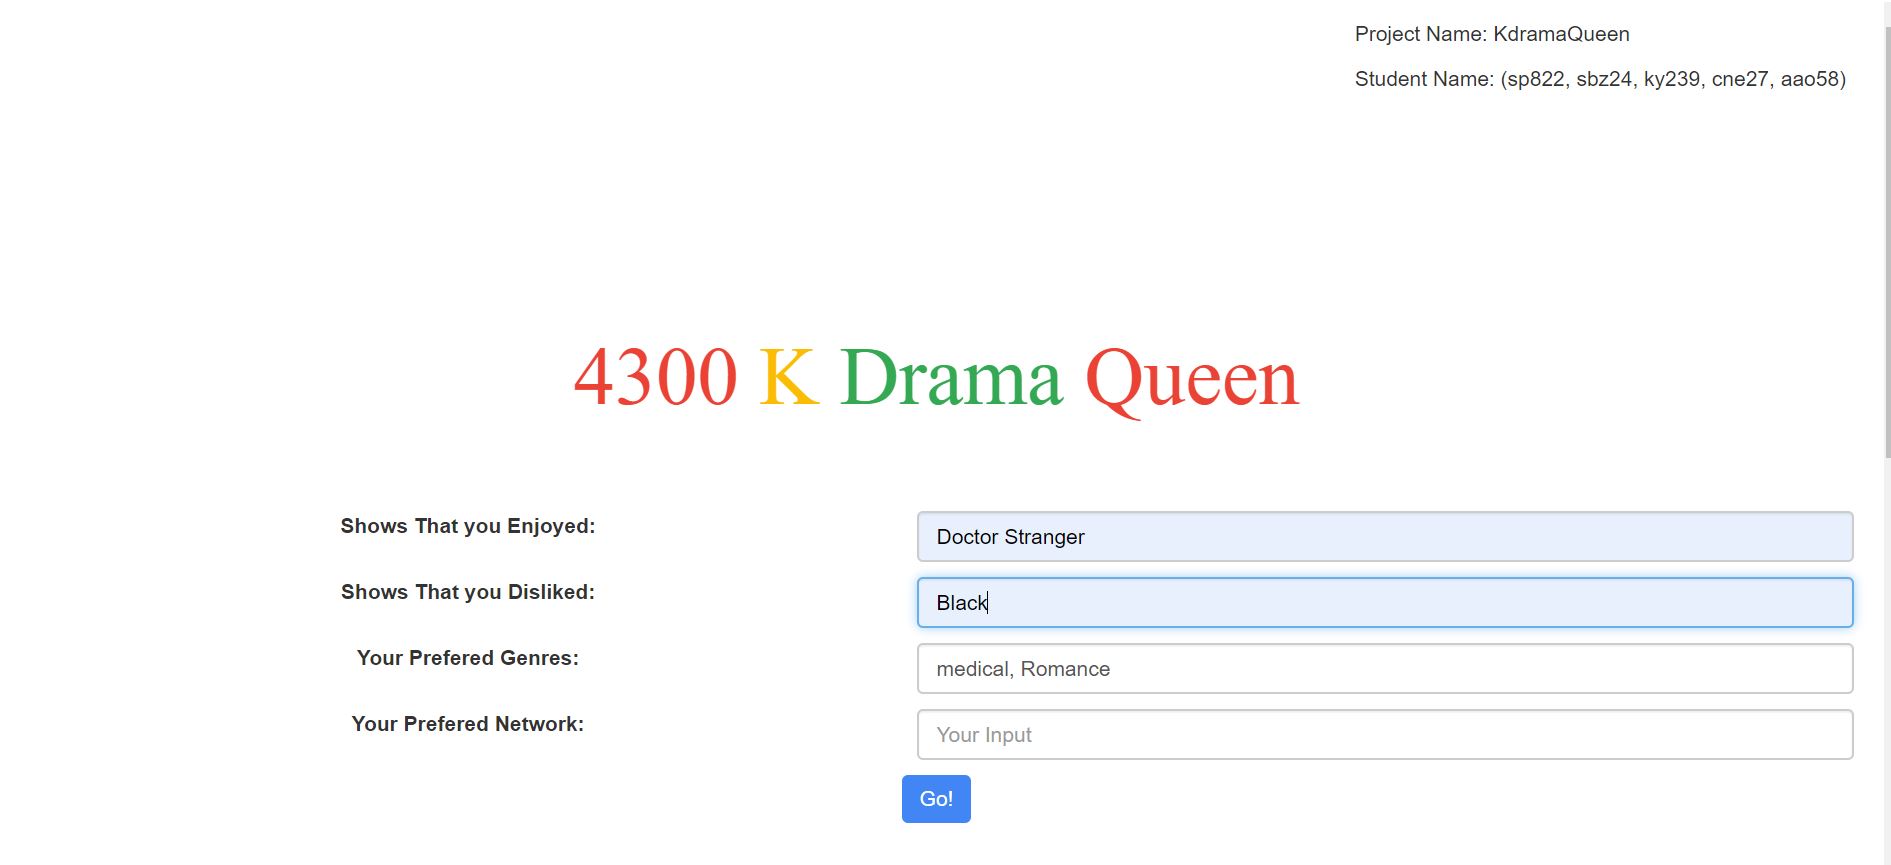 Project Name: KdramaQueen
Student Name: (sp822, sbz24, ky239, cne27, aao58)
4300 K Drama Queen
Shows That you Enjoyed: Doctor Stranger
Shows That you Disliked: Black
Your Prefered Genres: medical, Romance
Your Prefered Network: Your Input
Go!